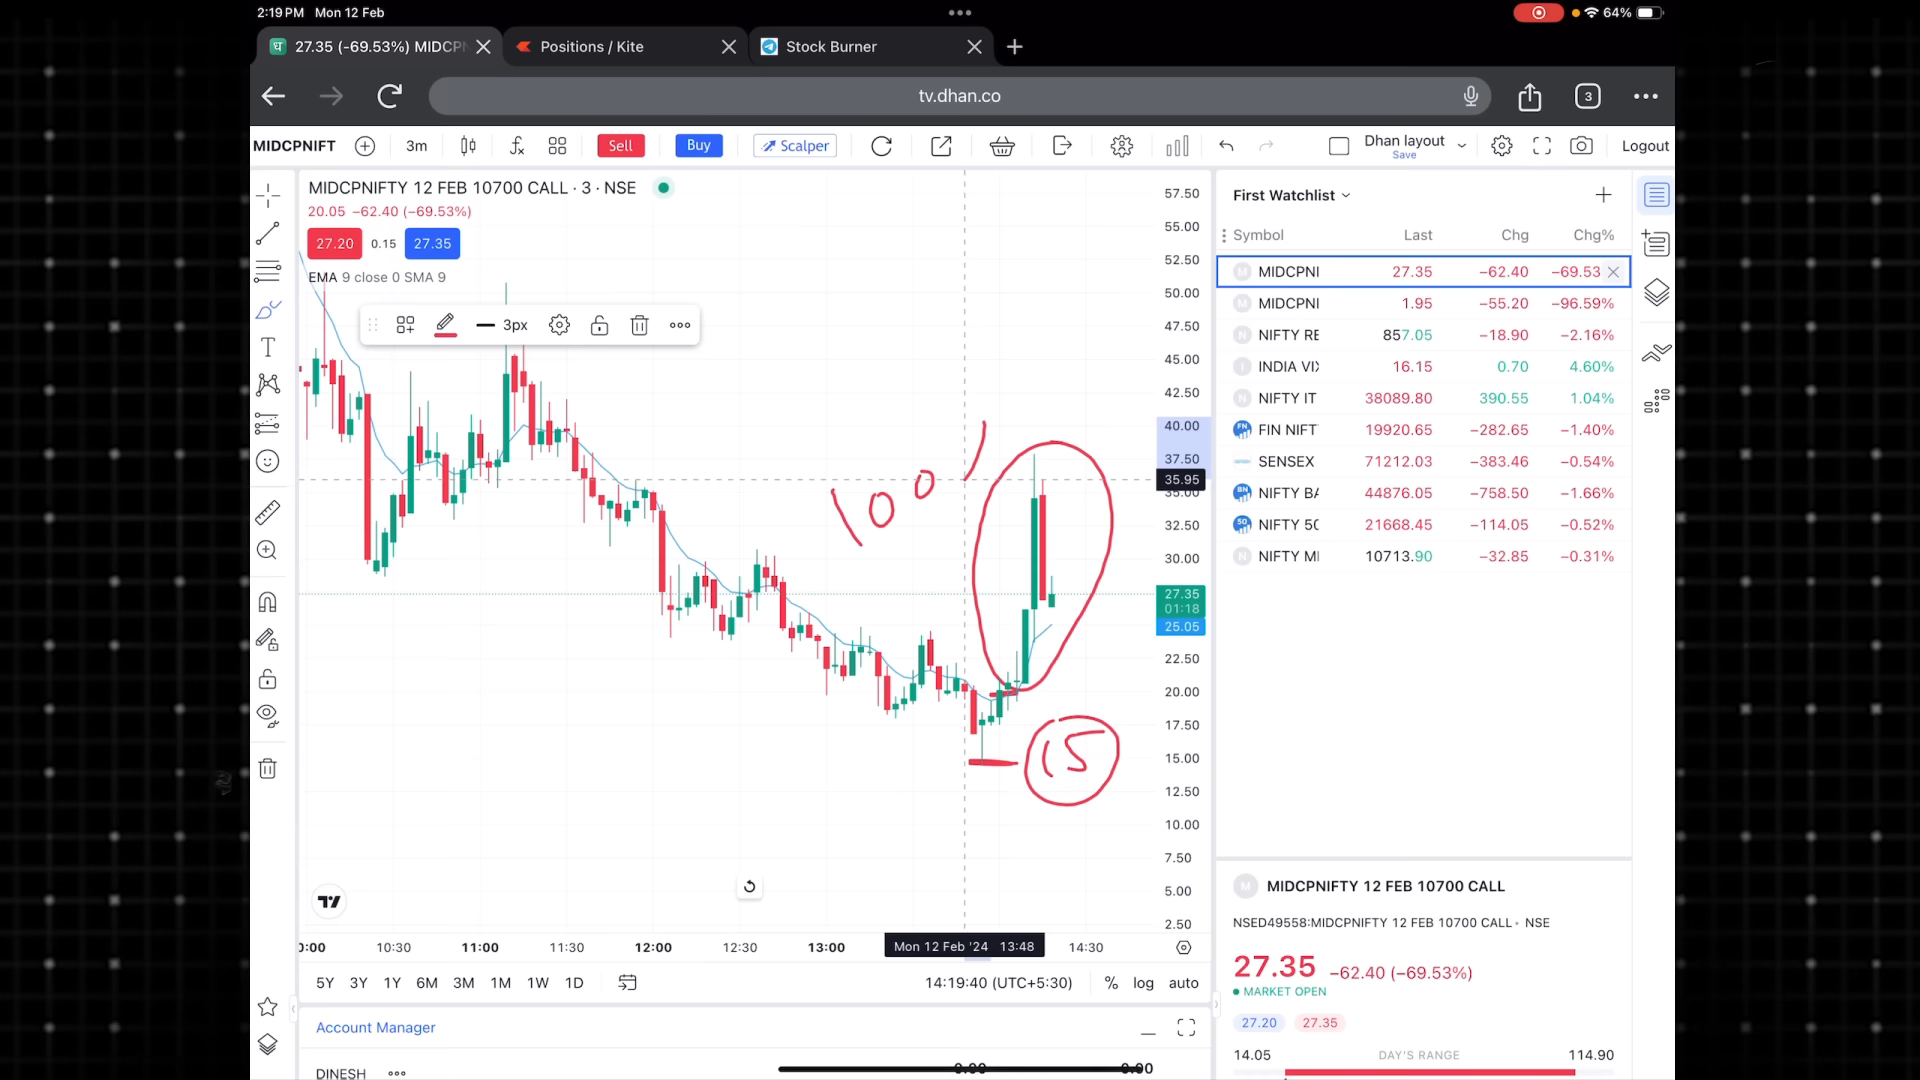 2:19 PM Mon 12 Feb
64%
27.35 (-69.53%) MIDCPN
Positions / Kite
Stock Burner
tv.dhan.co
3
MIDCPNIFT
3m
Sell
Buy
Scalper
Dhan layout
Save
Logout
MIDCPNIFTY 12 FEB 10700 CALL · 3 · NSE
20.05 −62.40 (−69.53%)
27.20 0.15 27.35
EMA 9 close 0 SMA 9
3px
57.50
55.00
52.50
50.00
47.50
45.00
42.50
40.00
37.50
35.95
35.00
32.50
30.00
27.35
01:18
25.05
22.50
20.00
17.50
15.00
12.50
10.00
7.50
5.00
2.50
100%
15
0:00 10:30 11:00 11:30 12:00 12:30 13:00 Mon 12 Feb '24 13:48 14:30
5Y 3Y 1Y 6M 3M 1M 1W 1D
14:19:40 (UTC+5:30) % log auto
Account Manager
DINESH
0.00 0.00
First Watchlist
Symbol Last Chg Chg%
MIDCPNI 27.35 −62.40 −69.53
MIDCPNI 1.95 −55.20 −96.59%
NIFTY RE 857.05 −18.90 −2.16%
INDIA VI 16.15 0.70 4.60%
NIFTY IT 38089.80 390.55 1.04%
FIN NIFT 19920.65 −282.65 −1.40%
SENSEX 71212.03 −383.46 −0.54%
NIFTY BA 44876.05 −758.50 −1.66%
NIFTY 50 21668.45 −114.05 −0.52%
NIFTY MI 10713.90 −32.85 −0.31%
MIDCPNIFTY 12 FEB 10700 CALL
NSED49558:MIDCPNIFTY 12 FEB 10700 CALL · NSE
27.35 −62.40 (−69.53%)
MARKET OPEN
27.20 27.35
14.05 DAY'S RANGE 114.90